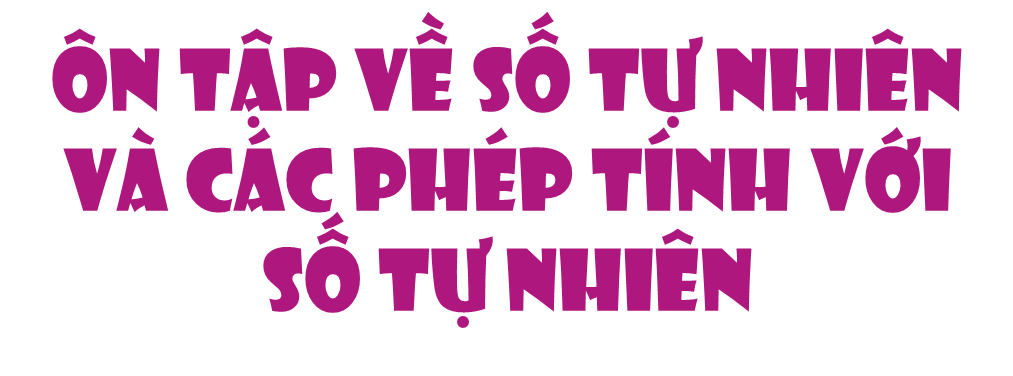 ÔN TẬP VỀ SỐ TỰ NHIÊN
VÀ CÁC PHÉP TÍNH VỚI
SỐ TỰ NHIÊN